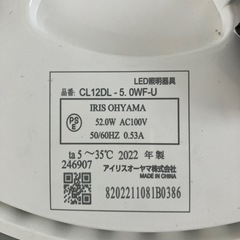 LED照明器具
CL12DL-5.0WF-U
PS
E
IRIS OHYAMA
52.0W AC100V
50/60HZ 0.53A
ta 5～35℃ 2022 年製
246907
アイリスオーヤマ株式会社
MADE IN CHINA
8202211081B0386